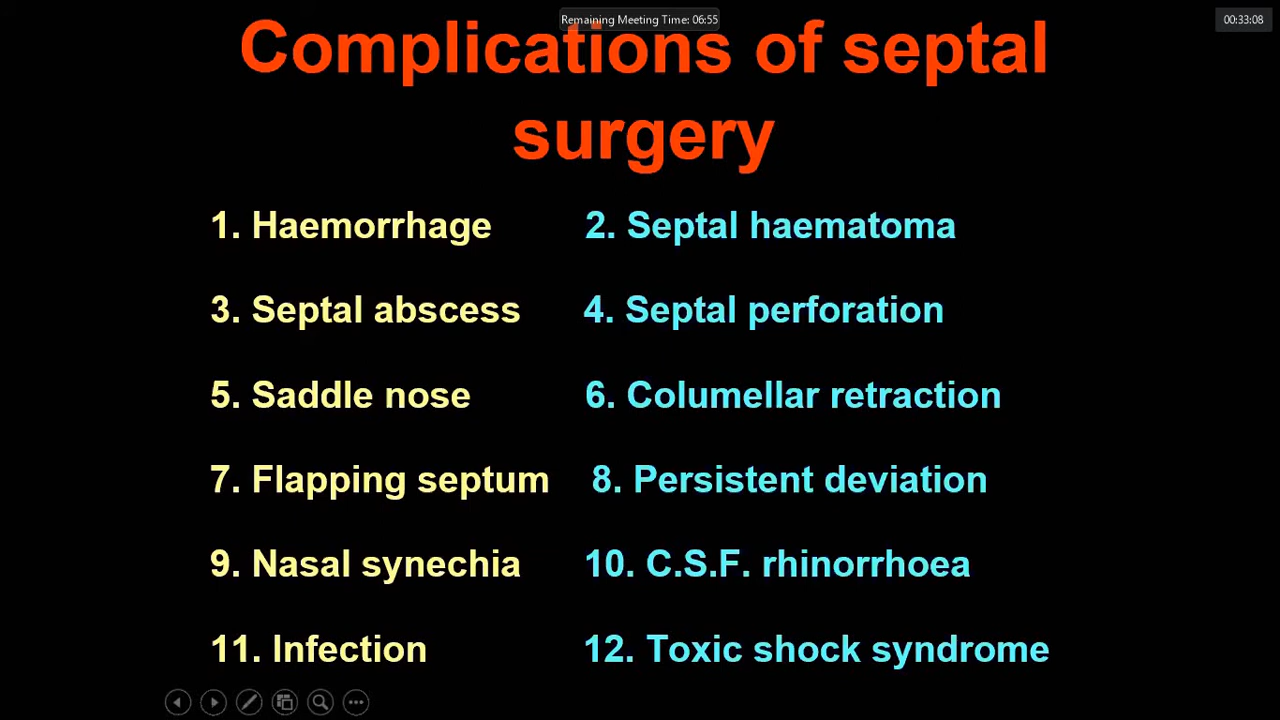 Remaining Meeting Time: 06:55
00:33:08
Complications of septal
surgery
1. Haemorrhage 2. Septal haematoma
3. Septal abscess 4. Septal perforation
5. Saddle nose 6. Columellar retraction
7. Flapping septum 8. Persistent deviation
9. Nasal synechia 10. C.S.F. rhinorrhoea
11. Infection 12. Toxic shock syndrome